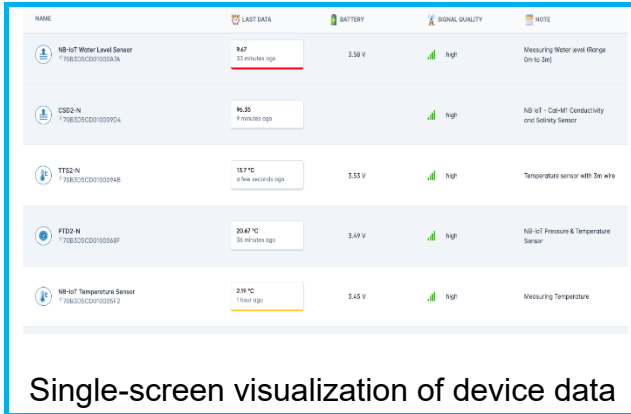 NAME LAST DATA BATTERY SIGNAL QUALITY NOTE
NB-IoT Water Level Sensor 9.67 3.58 V high Measuring Water level (Range
70B3D5CD01000A7A 33 minutes ago 0m to 3m)
CSD2-N 96.35 high NB IoT - Cat-M1 Conductivity
70B3D5CD010009D4 9 minutes ago and Salinity Sensor
TTS2-N 13.7 °C 3.53 V high Temperature sensor with 3m wire
70B3D5CD010009AB a few seconds ago
PTD2-N 20.67 °C 3.49 V high NB-IoT Pressure & Temperature
70B3D5CD0100068F 36 minutes ago Sensor
NB-IoT Temperature Sensor 2.19 °C 3.45 V high Measuring Temperature
70B3D5CD010005F2 1 hour ago
Single-screen visualization of device data